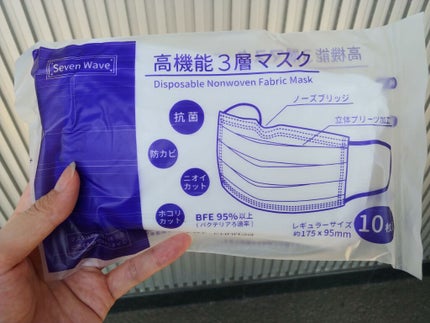 Seven Wave
高機能3層マスク
Disposable Nonwoven Fabric Mask
ノーズブリッジ
立体プリーツ加工
抗菌
防カビ
ニオイ
カット
ホコリ
カット
BFE 95%以上
(バクテリアろ過率)
レギュラーサイズ
約175×95mm
10枚